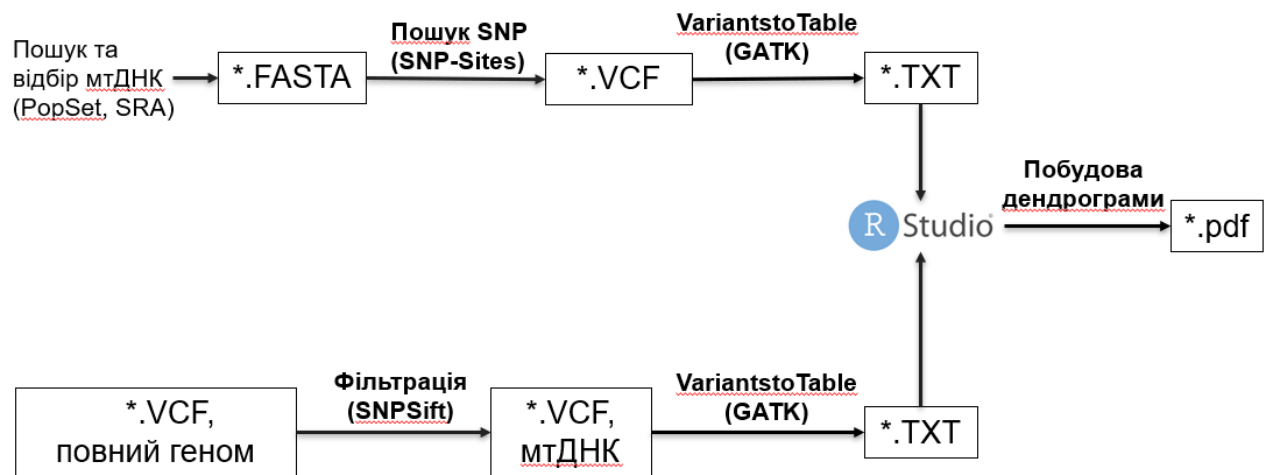 Пошук та
відбір мтДНК
(PopSet, SRA)
*.FASTA
Пошук SNP
(SNP-Sites)
*.VCF
VariantstoTable
(GATK)
*.TXT
R Studio
Побудова
дендрограми
*.pdf
*.VCF,
повний геном
Фільтрація
(SNPSift)
*.VCF,
мтДНК
VariantstoTable
(GATK)
*.TXT